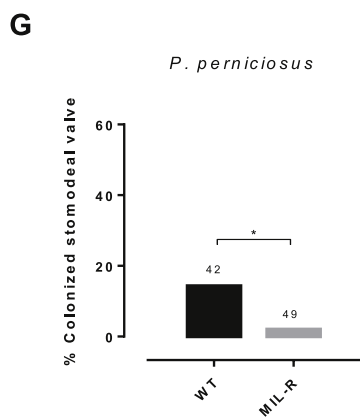 G
P. perniciosus
% Colonized stomodeal valve
60
40
20
0
*
42
49
WT
MIL-R